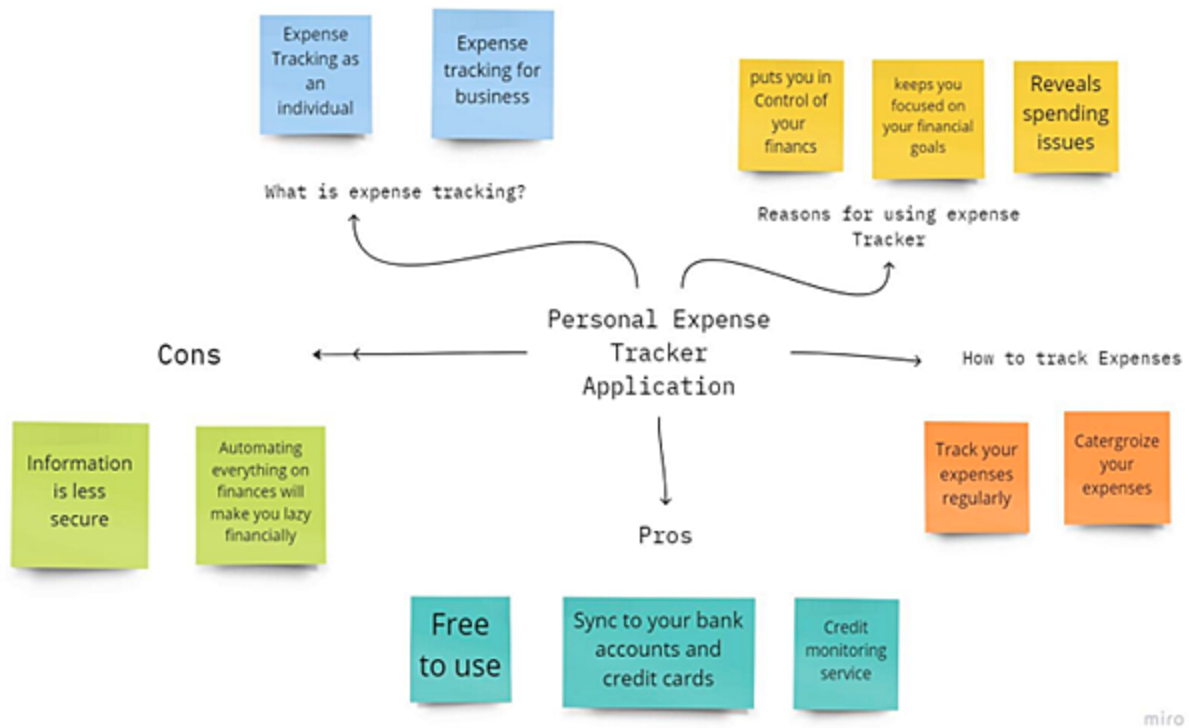 Expense
Tracking as
an
individual
Expense
tracking for
business
puts you in
Control of
your
financs
keeps you
focused on
your financial
goals
Reveals
spending
issues
What is expense tracking?
Reasons for using expense
Tracker
Personal Expense
Tracker
Application
Cons
How to track Expenses
Information
is less
secure
Automating
everything on
finances will
make you lazy
financially
Track your
expenses
regularly
Catergroize
your
expenses
Pros
Free
to use
Sync to your bank
accounts and
credit cards
Credit
monitoring
service
miro